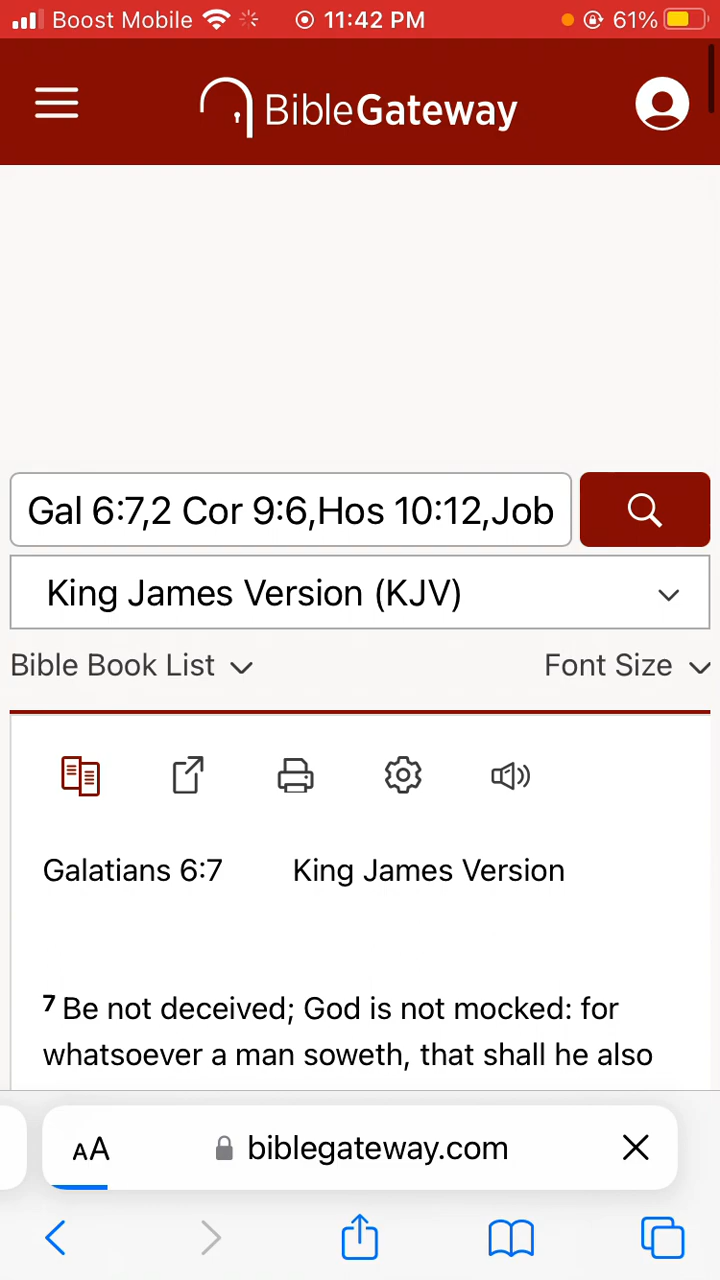 Boost Mobile 11:42 PM 61%
BibleGateway
Gal 6:7,2 Cor 9:6,Hos 10:12,Job
King James Version (KJV)
Bible Book List Font Size
Galatians 6:7 King James Version
7 Be not deceived; God is not mocked: for
whatsoever a man soweth, that shall he also
AA biblegateway.com